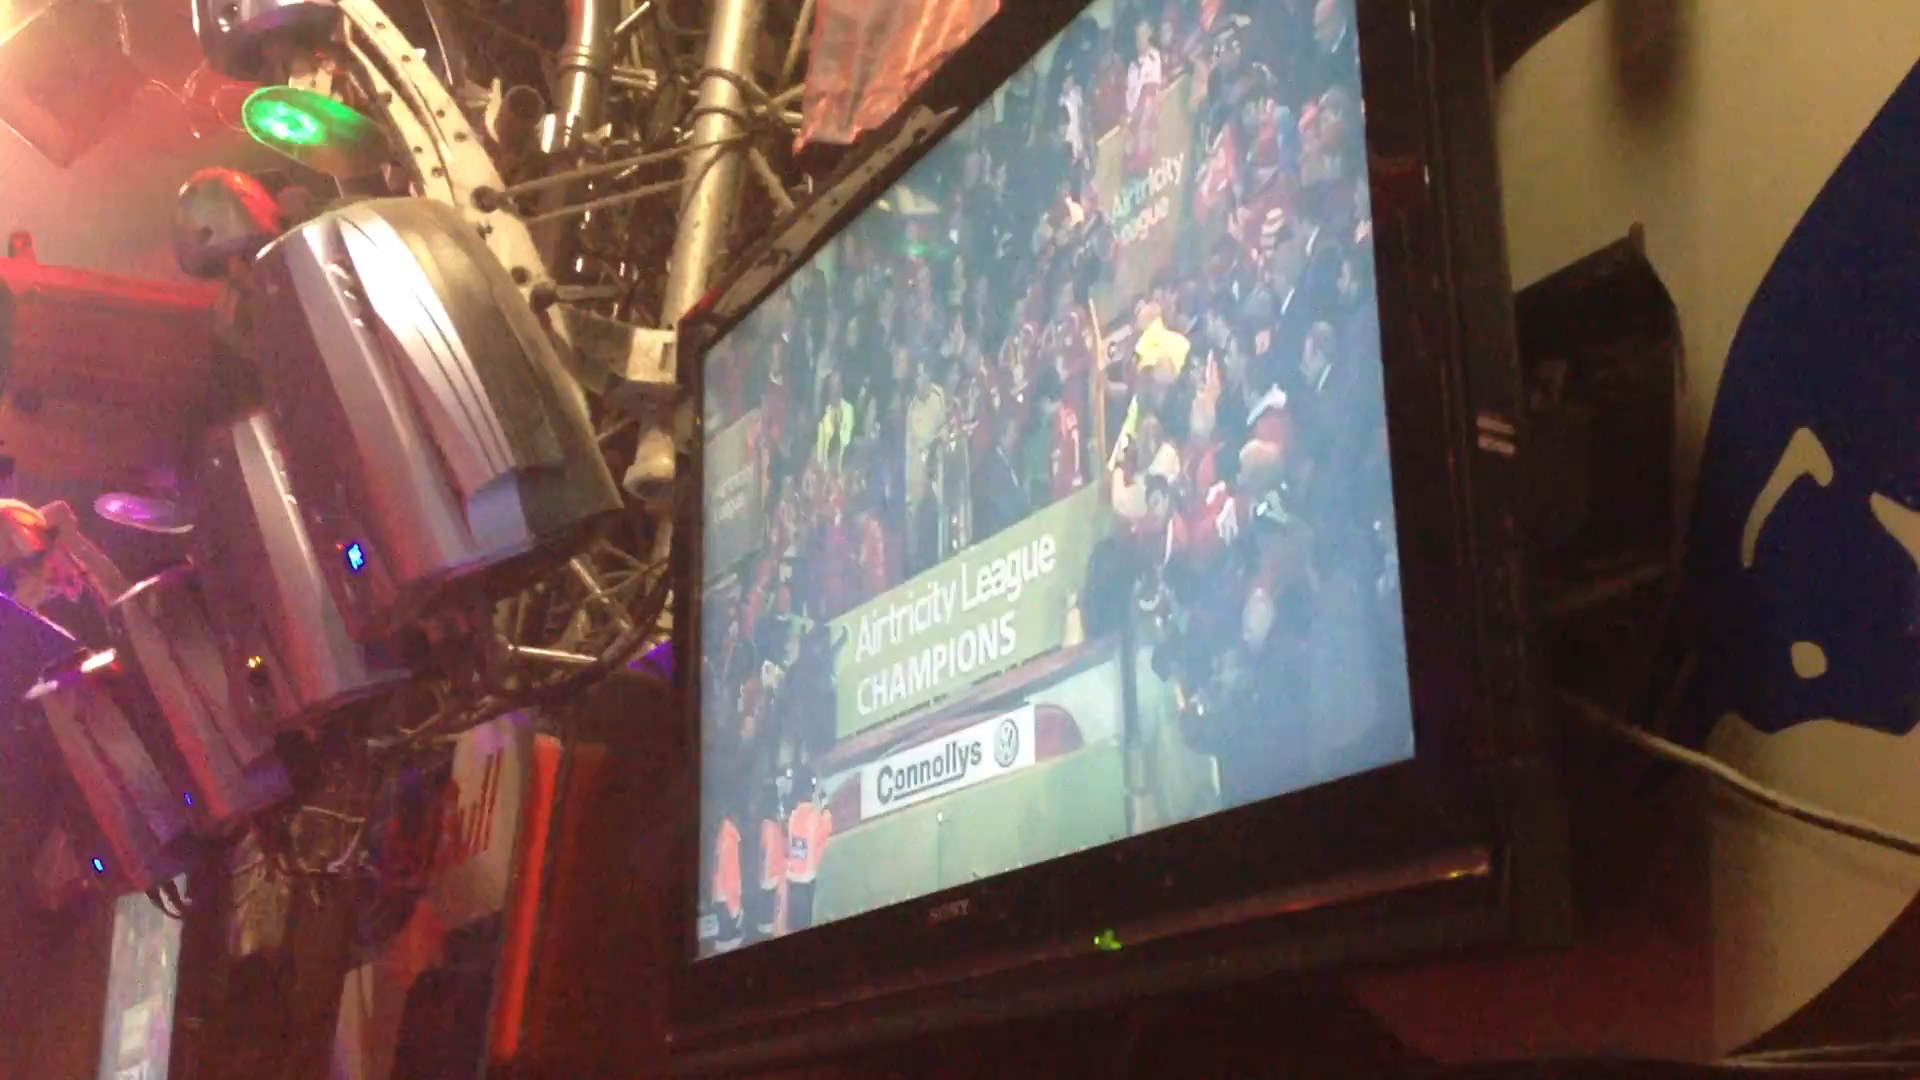 Airtricity
League
Airtricity League
CHAMPIONS
Connollys
SONY